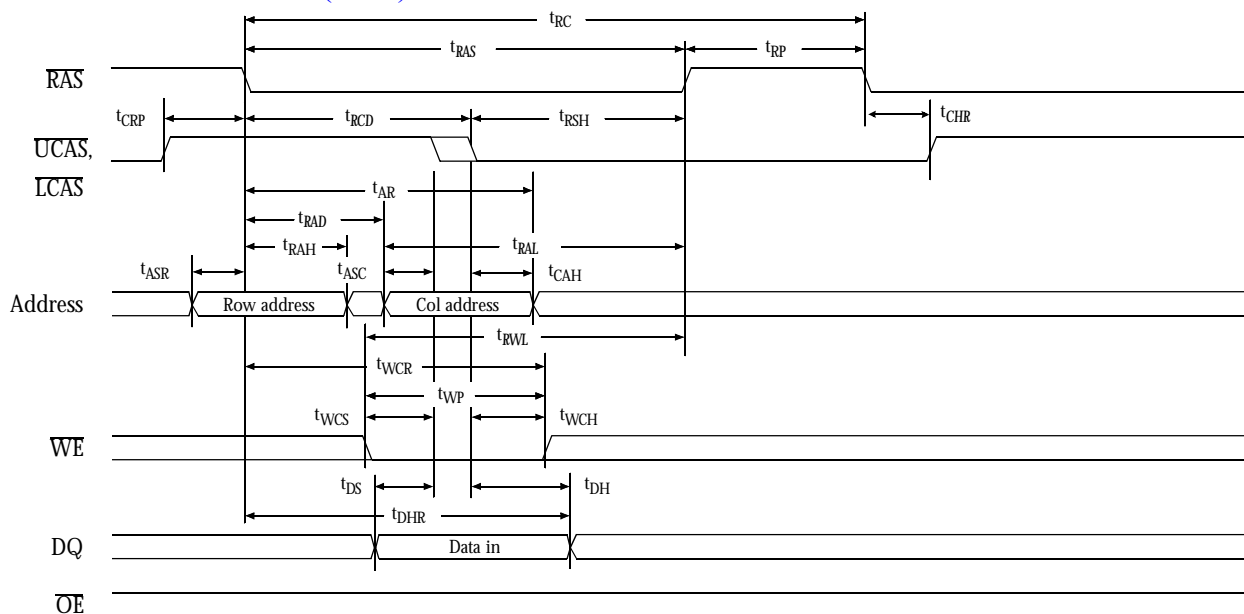 tRC
tRAS tRP
RAS
tCRP tRCD tRSH tCHR
UCAS,
LCAS
tAR
tRAD
tRAH tRAL
tASR tASC tCAH
Address Row address Col address
tRWL
tWCR
tWP
tWCS tWCH
WE
tDS tDH
tDHR
DQ Data in
OE